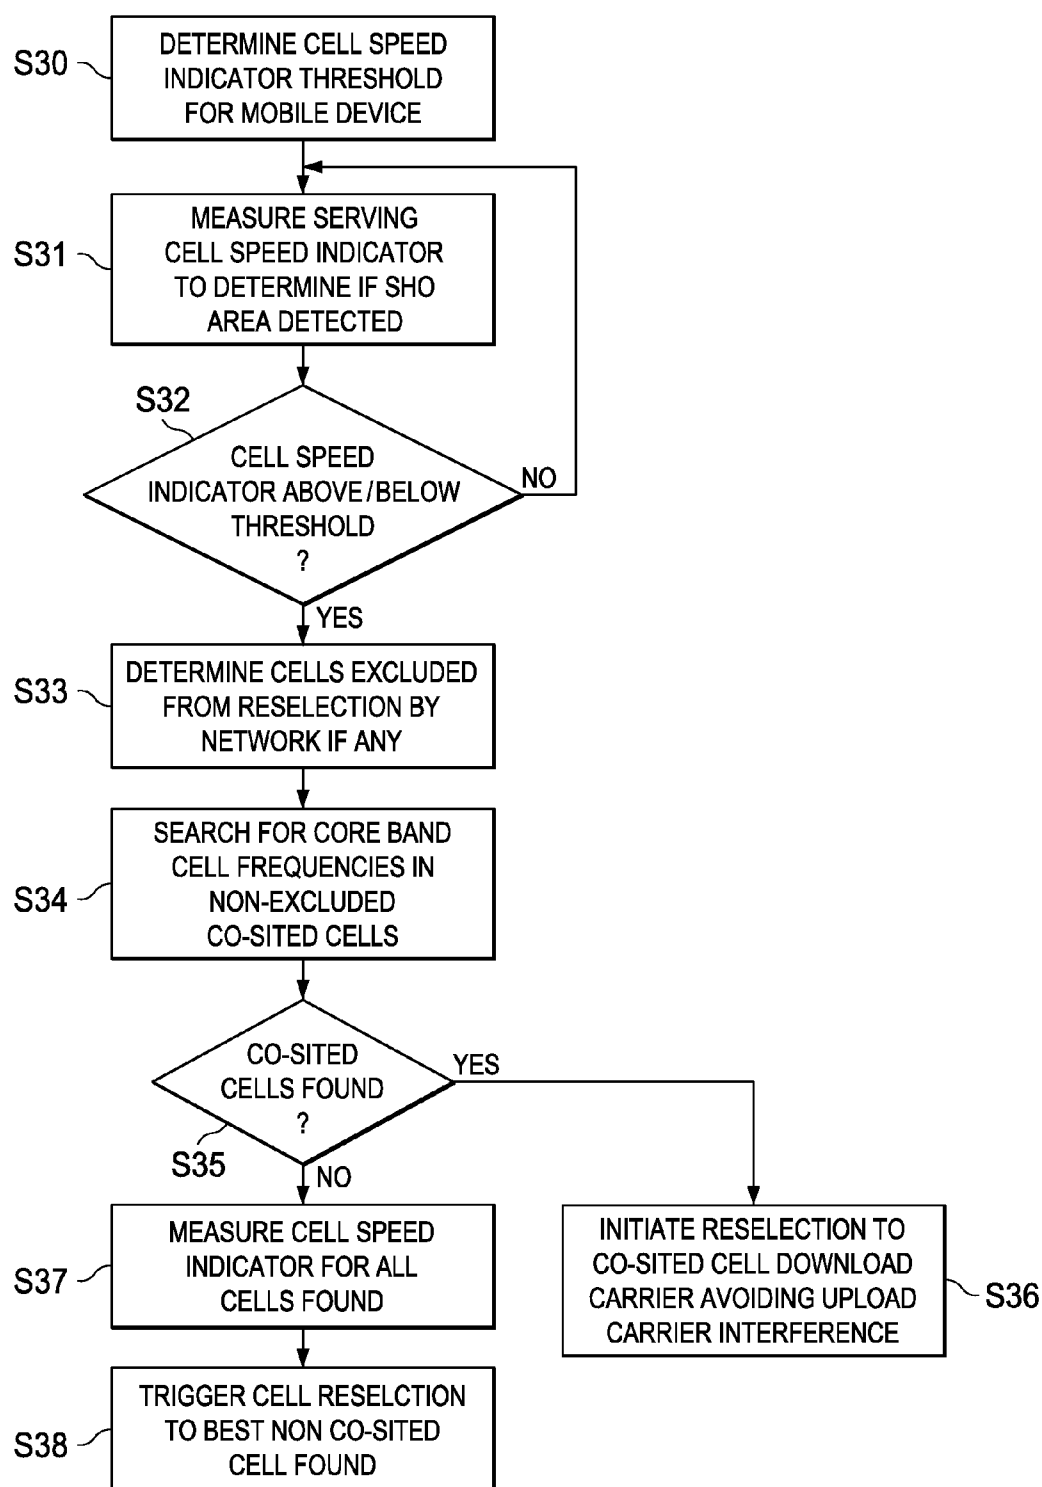 S30
DETERMINE CELL SPEED
INDICATOR THRESHOLD
FOR MOBILE DEVICE
S31
MEASURE SERVING
CELL SPEED INDICATOR
TO DETERMINE IF SHO
AREA DETECTED
S32
CELL SPEED
INDICATOR ABOVE/BELOW
THRESHOLD
?
NO
YES
S33
DETERMINE CELLS EXCLUDED
FROM RESELECTION BY
NETWORK IF ANY
S34
SEARCH FOR CORE BAND
CELL FREQUENCIES IN
NON-EXCLUDED
CO-SITED CELLS
CO-SITED
CELLS FOUND
?
YES
S35
NO
S37
MEASURE CELL SPEED
INDICATOR FOR ALL
CELLS FOUND
INITIATE RESELECTION TO
CO-SITED CELL DOWNLOAD
CARRIER AVOIDING UPLOAD
CARRIER INTERFERENCE
S36
S38
TRIGGER CELL RESELCTION
TO BEST NON CO-SITED
CELL FOUND